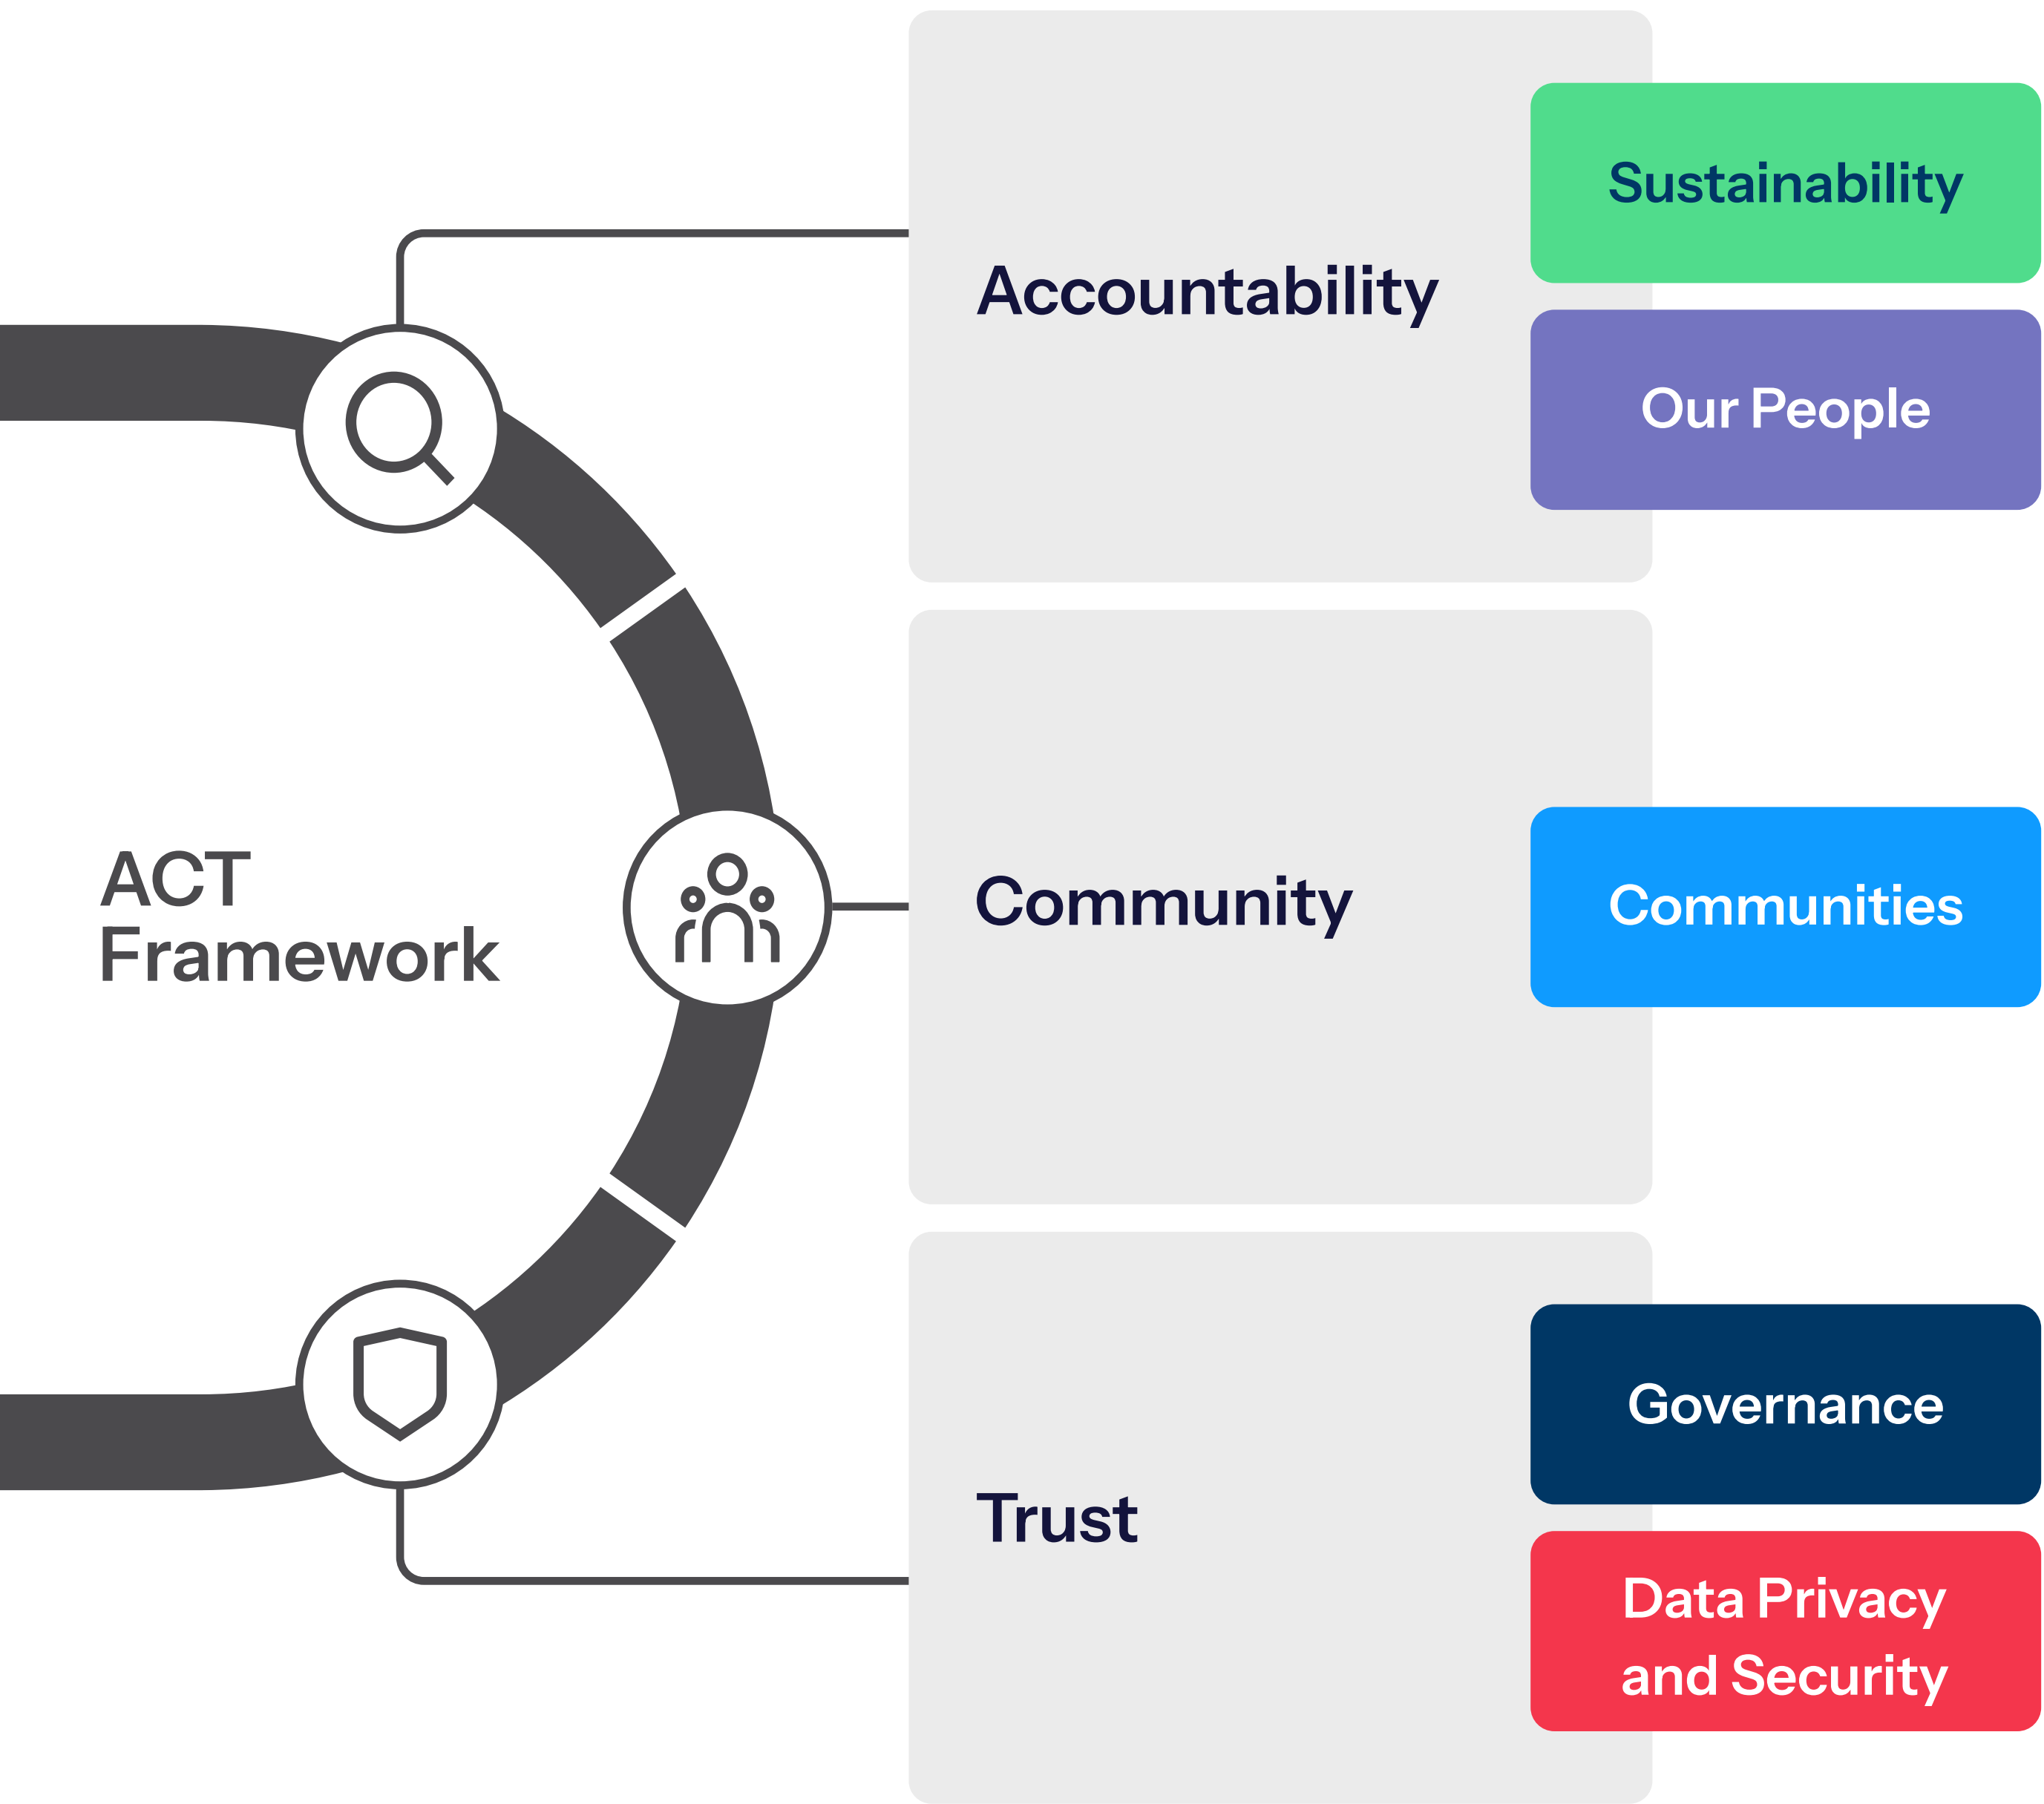 ACT
Framework
Accountability
Sustainability
Our People
Community
Communities
Trust
Governance
Data Privacy
and Security